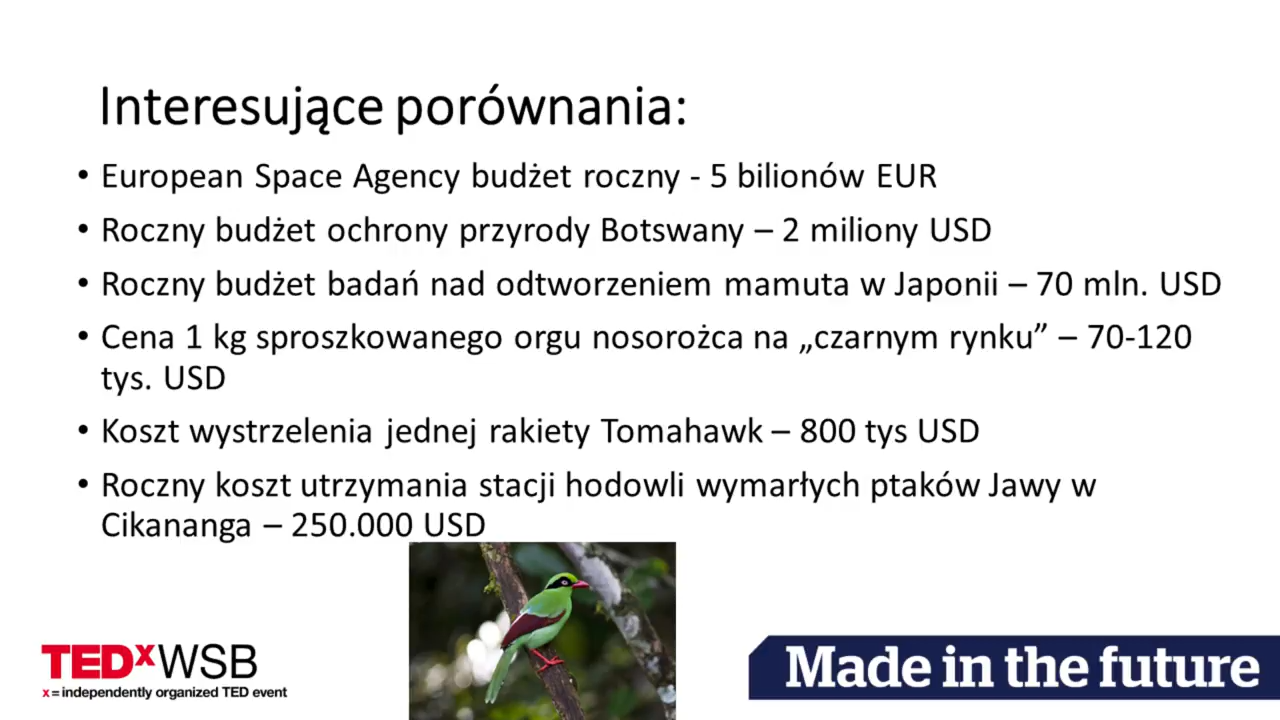 Interesujące porównania:
• European Space Agency budżet roczny - 5 bilionów EUR
• Roczny budżet ochrony przyrody Botswany – 2 miliony USD
• Roczny budżet badań nad odtworzeniem mamuta w Japonii – 70 mln. USD
• Cena 1 kg sproszkowanego orgu nosorożca na „czarnym rynku” – 70-120
tys. USD
• Koszt wystrzelenia jednej rakiety Tomahawk – 800 tys USD
• Roczny koszt utrzymania stacji hodowli wymarłych ptaków Jawy w
Cikananga – 250.000 USD
TEDxWSB
x = independently organized TED event
Made in the future